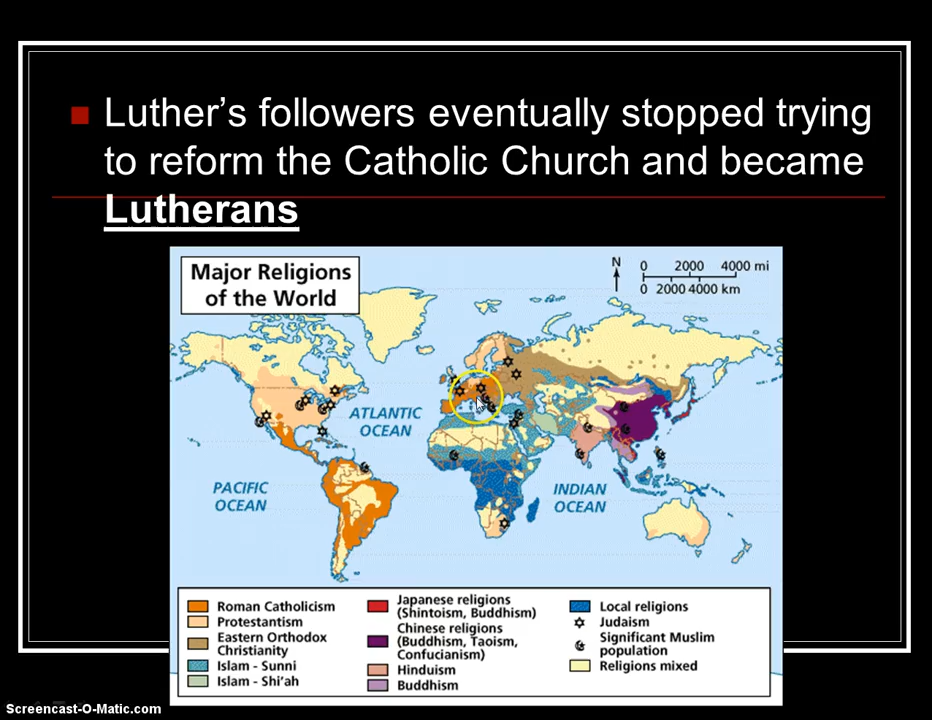 Luther’s followers eventually stopped trying
to reform the Catholic Church and became
Lutherans
Major Religions
of the World
N
0 2000 4000 mi
0 2000 4000 km
ATLANTIC
OCEAN
PACIFIC
OCEAN
INDIAN
OCEAN
Roman Catholicism
Protestantism
Eastern Orthodox
Christianity
Islam - Sunni
Islam - Shi'ah
Japanese religions
(Shintoism, Buddhism)
Chinese religions
(Buddhism, Taoism,
Confucianism)
Hinduism
Buddhism
Local religions
Judaism
Significant Muslim
population
Religions mixed
Screencast-O-Matic.com